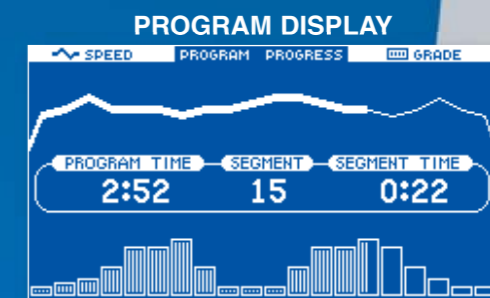 PROGRAM DISPLAY
SPEED PROGRAM PROGRESS GRADE
PROGRAM TIME SEGMENT SEGMENT TIME
2:52 15 0:22